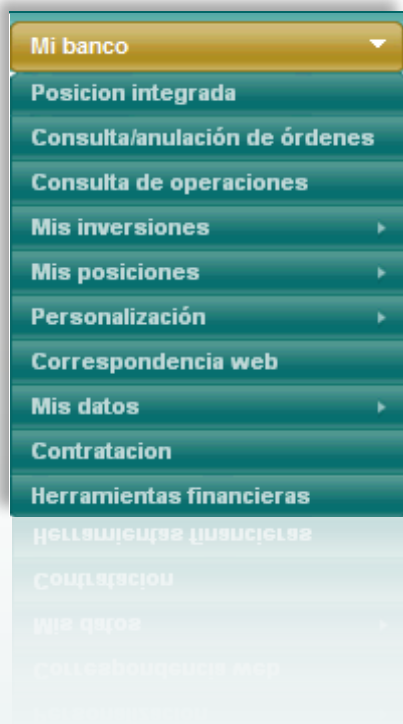 Mi banco
Posicion integrada
Consulta/anulación de órdenes
Consulta de operaciones
Mis inversiones
Mis posiciones
Personalización
Correspondencia web
Mis datos
Contratacion
Herramientas financieras